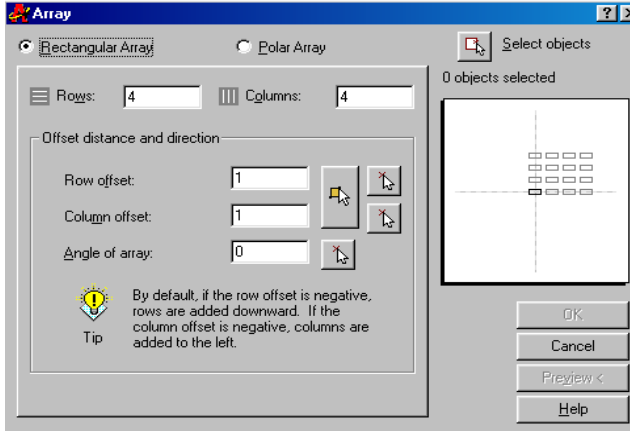 Array
Rectangular Array
Polar Array
Select objects
0 objects selected
Rows: 4
Columns: 4
Offset distance and direction
Row offset: 1
Column offset: 1
Angle of array: 0
Tip
By default, if the row offset is negative,
rows are added downward. If the
column offset is negative, columns are
added to the left.
OK
Cancel
Preview <
Help